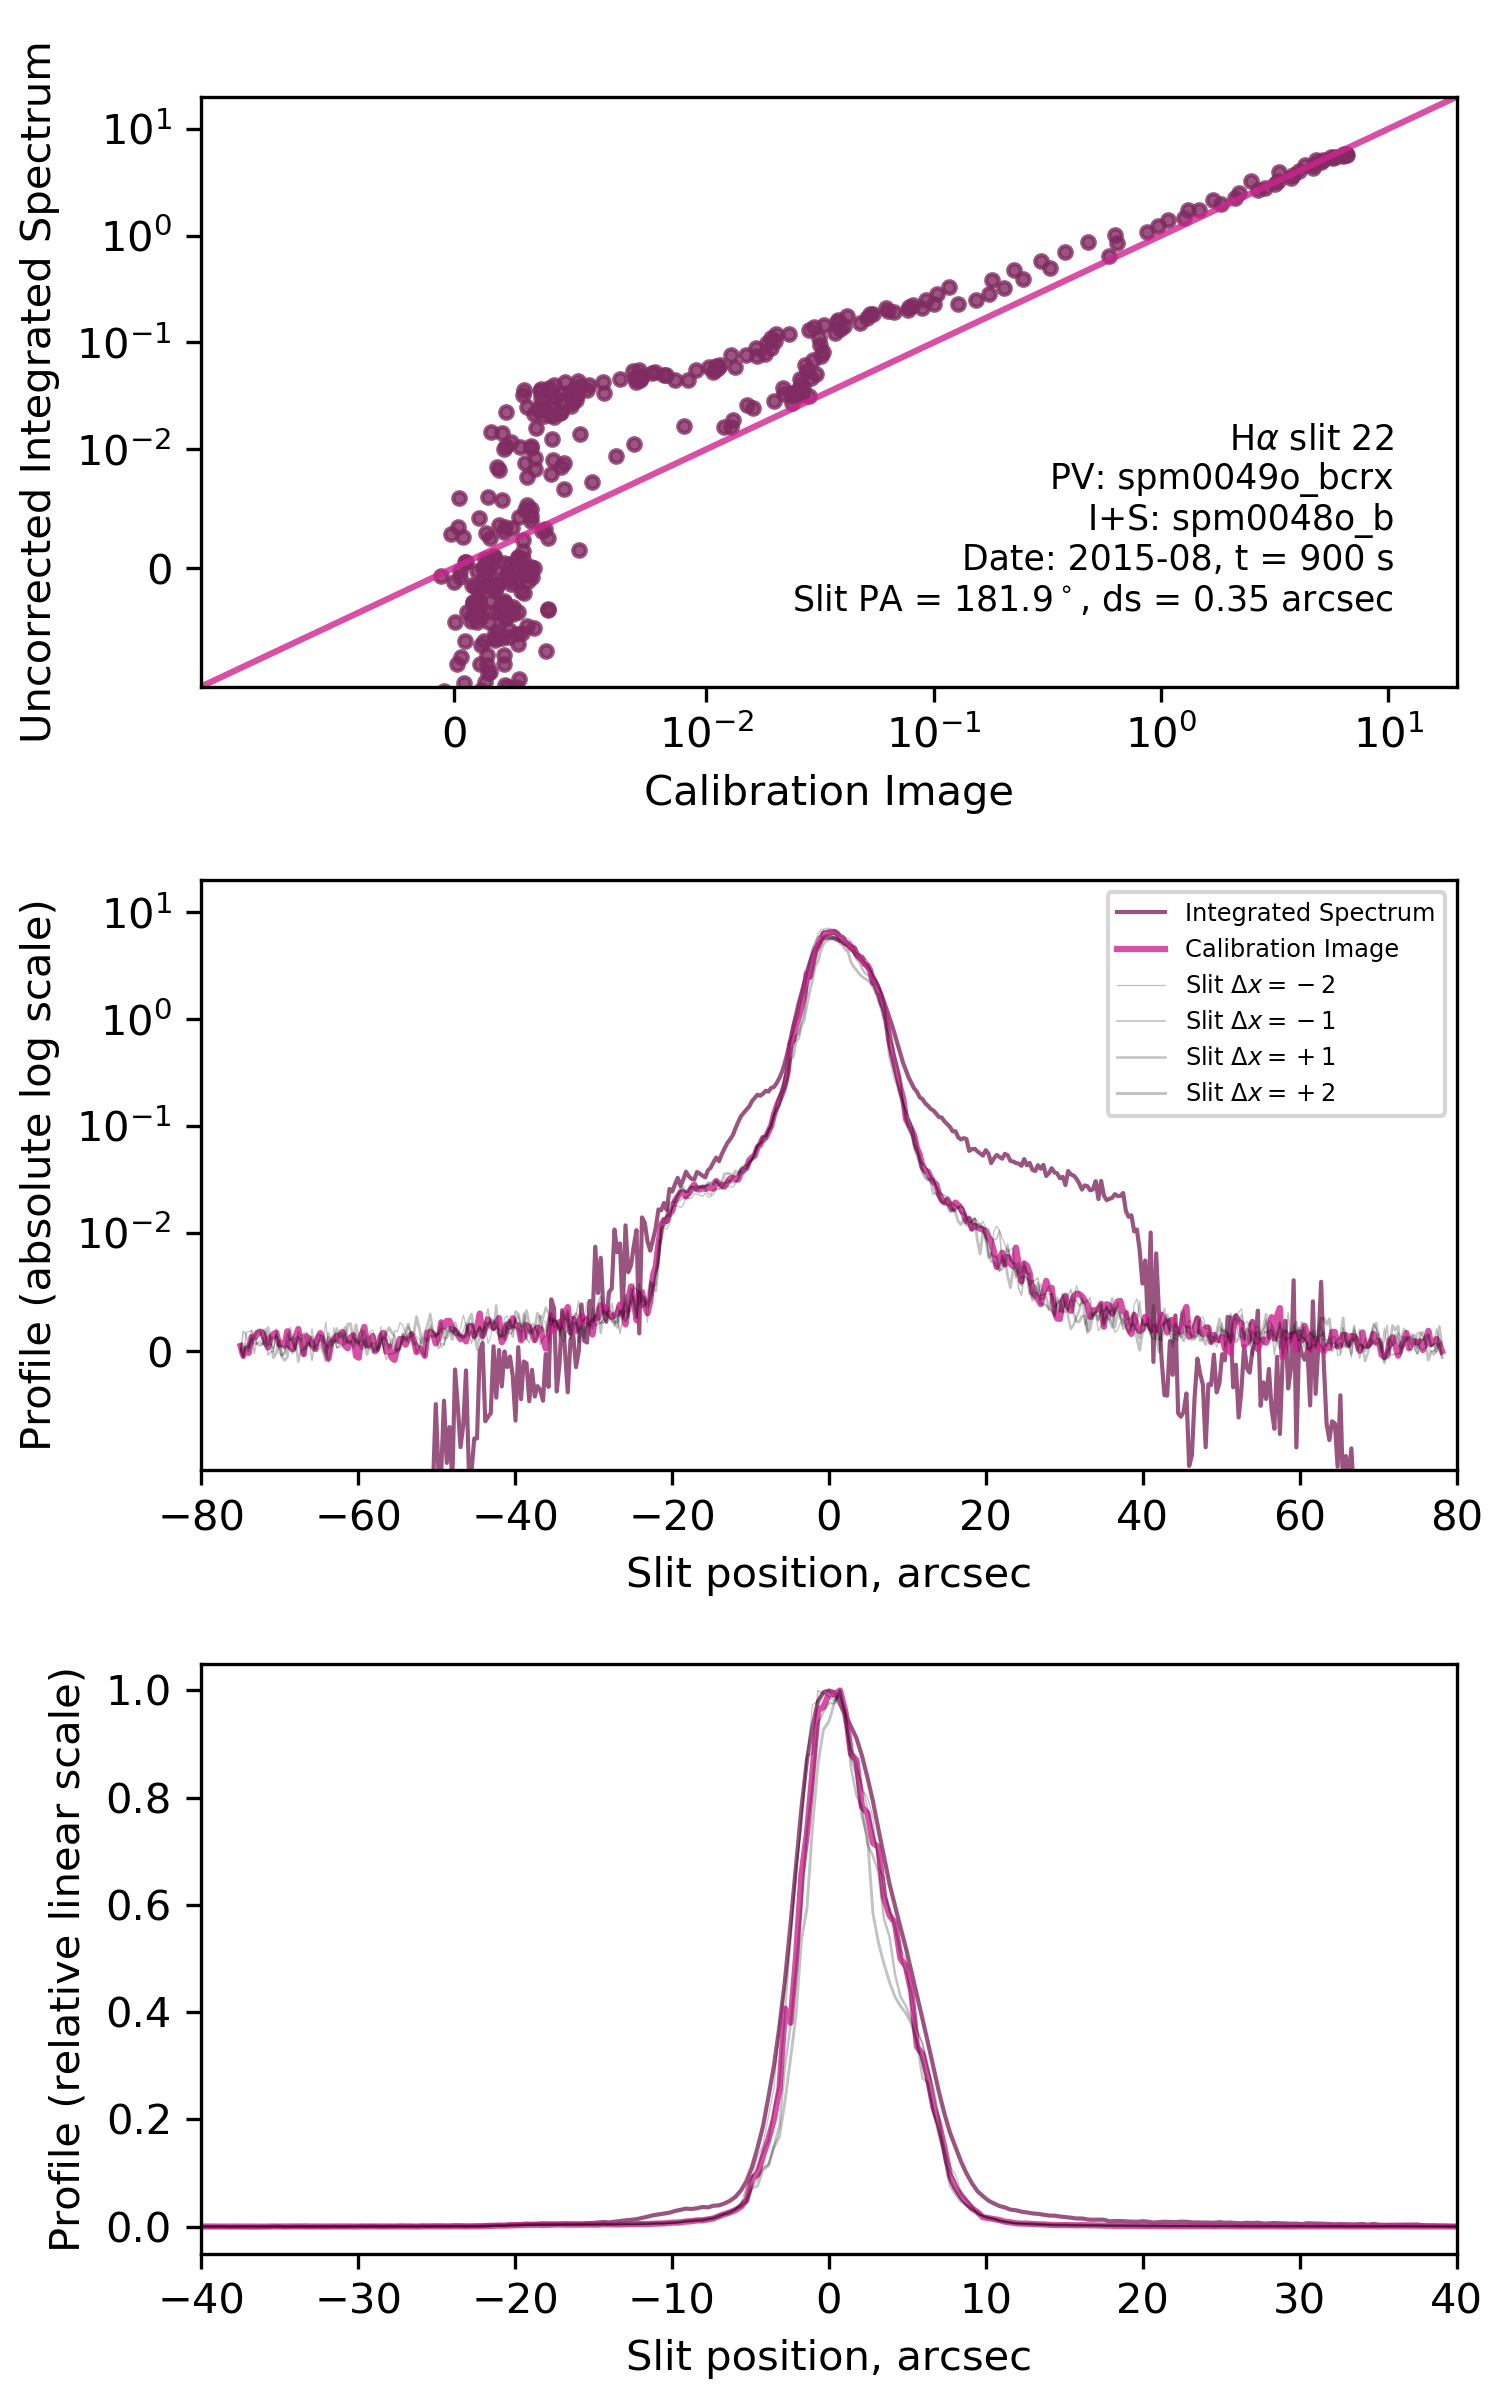 Uncorrected Integrated Spectrum
10¹
10⁰
10⁻¹
10⁻²
0
Hα slit 22
PV: spm0049o_bcrx
I+S: spm0048o_b
Date: 2015-08, t = 900 s
Slit PA = 181.9°, ds = 0.35 arcsec
0 10⁻² 10⁻¹ 10⁰ 10¹
Calibration Image
Profile (absolute log scale)
10¹
10⁰
10⁻¹
10⁻²
0
Integrated Spectrum
Calibration Image
Slit Δx = −2
Slit Δx = −1
Slit Δx = +1
Slit Δx = +2
−80 −60 −40 −20 0 20 40 60 80
Slit position, arcsec
Profile (relative linear scale)
1.0
0.8
0.6
0.4
0.2
0.0
−40 −30 −20 −10 0 10 20 30 40
Slit position, arcsec